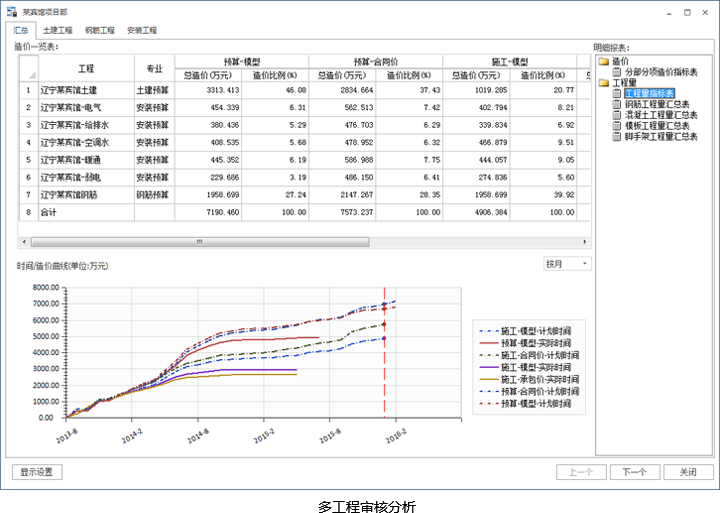 某宾馆项目部
汇总 土建工程 钢筋工程 安装工程
造价一览表:
工程 专业 预算-模型 预算-合同价 施工-模型
总造价(万元) 造价比例(%) 总造价(万元) 造价比例(%) 总造价(万元) 造价比例(%)
1 辽宁某宾馆土建 土建预算 3313.413 46.08 2834.664 37.43 1019.285 20.77
2 辽宁某宾馆-电气 安装预算 454.339 6.31 562.513 7.42 402.794 8.21
3 辽宁某宾馆-给排水 安装预算 380.436 5.29 476.703 6.29 339.834 6.92
4 辽宁某宾馆-空调水 安装预算 408.535 5.68 478.952 6.32 466.879 9.51
5 辽宁某宾馆-暖通 安装预算 445.352 6.19 586.988 7.75 444.057 9.05
6 辽宁某宾馆-弱电 安装预算 229.686 3.19 486.150 6.41 274.836 5.60
7 辽宁某宾馆钢筋 钢筋预算 1958.699 27.24 2147.267 28.35 1958.699 39.92
8 合计 7190.460 100.00 7573.237 100.00 4906.384 100.00
明细报表:
造价
分部分项造价指标表
工程量
工程量指标表
钢筋工程量汇总表
混凝土工程量汇总表
模板工程量汇总表
脚手架工程量汇总表
时间/造价曲线(单位:万元)
按月
8000.00
7000.00
6000.00
5000.00
4000.00
3000.00
2000.00
1000.00
0.00
2013-8 2014-2 2014-8 2015-2 2015-8 2016-2
施工-模型-计划时间
预算-模型-实际时间
施工-合同价-计划时间
施工-模型-实际时间
施工-承包价-实际时间
预算-合同价-计划时间
预算-模型-计划时间
显示设置 上一个 下一个 关闭
多工程审核分析